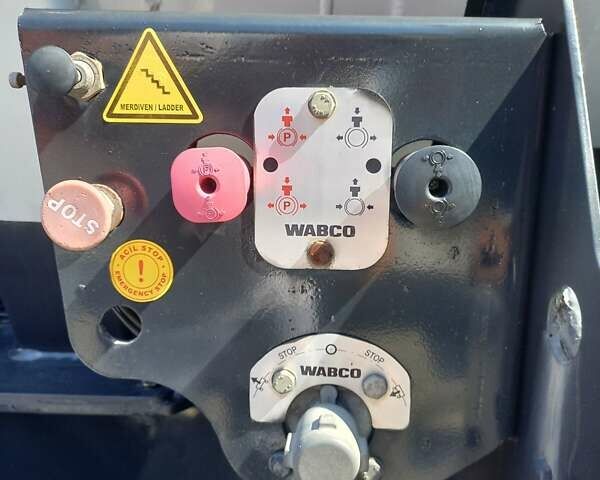 MERDİVEN / LADDER
STOP
P
P
WABCO
ACİL STOP
EMERGENCY STOP
!
STOP STOP
WABCO